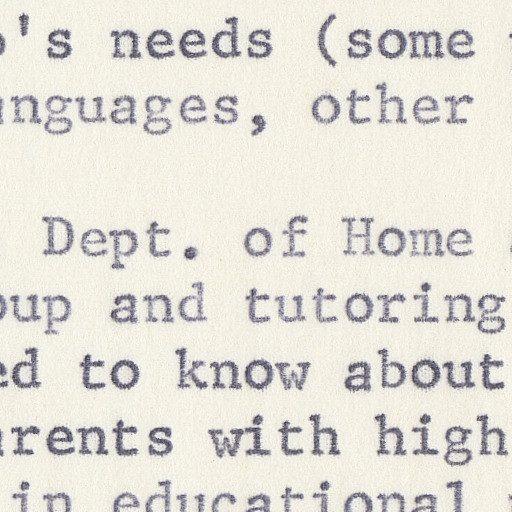 's needs (some
nguages, other
Dept. of Home
oup and tutoring
ed to know about
rents with high
in educational